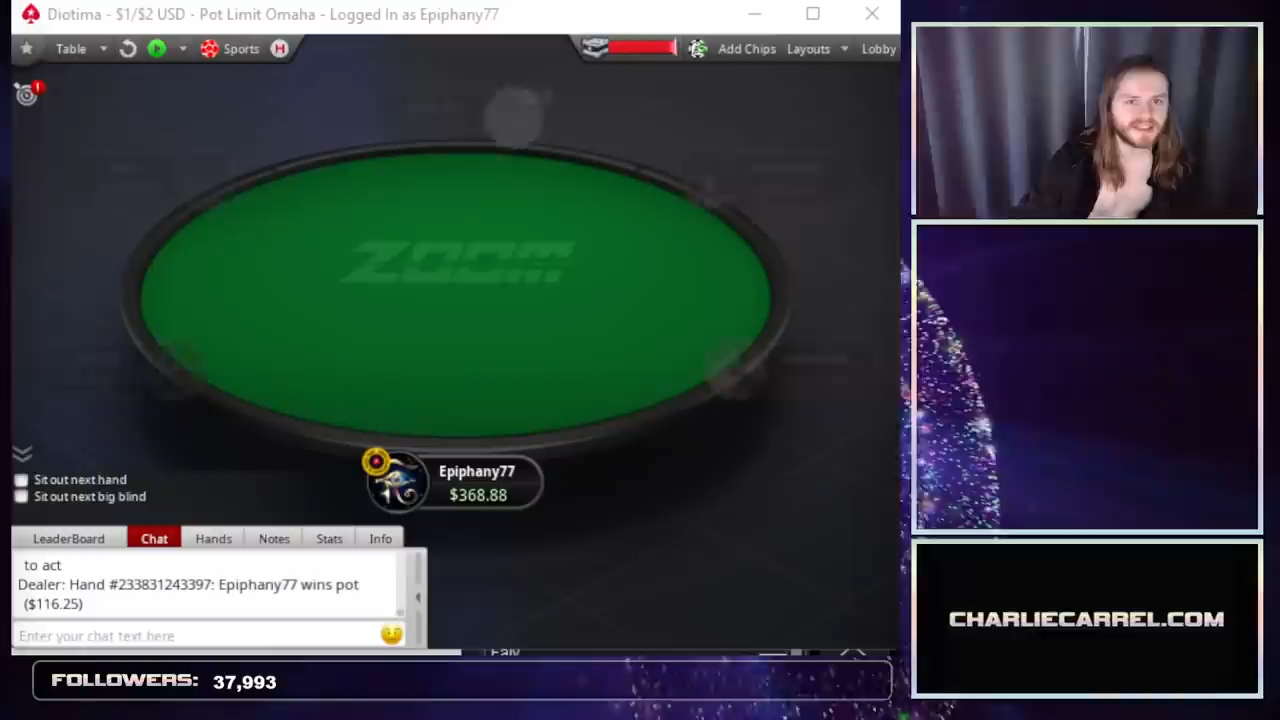 Diotima - $1/$2 USD - Pot Limit Omaha - Logged In as Epiphany77
Table
Sports
H
Add Chips
Layouts
Lobby
!
ZOOM
Epiphany77
$368.88
Sit out next hand
Sit out next big blind
LeaderBoard
Chat
Hands
Notes
Stats
Info
to act
Dealer: Hand #233831243397: Epiphany77 wins pot
($116.25)
Enter your chat text here
FOLLOWERS: 37,993
CHARLIECARREL.COM